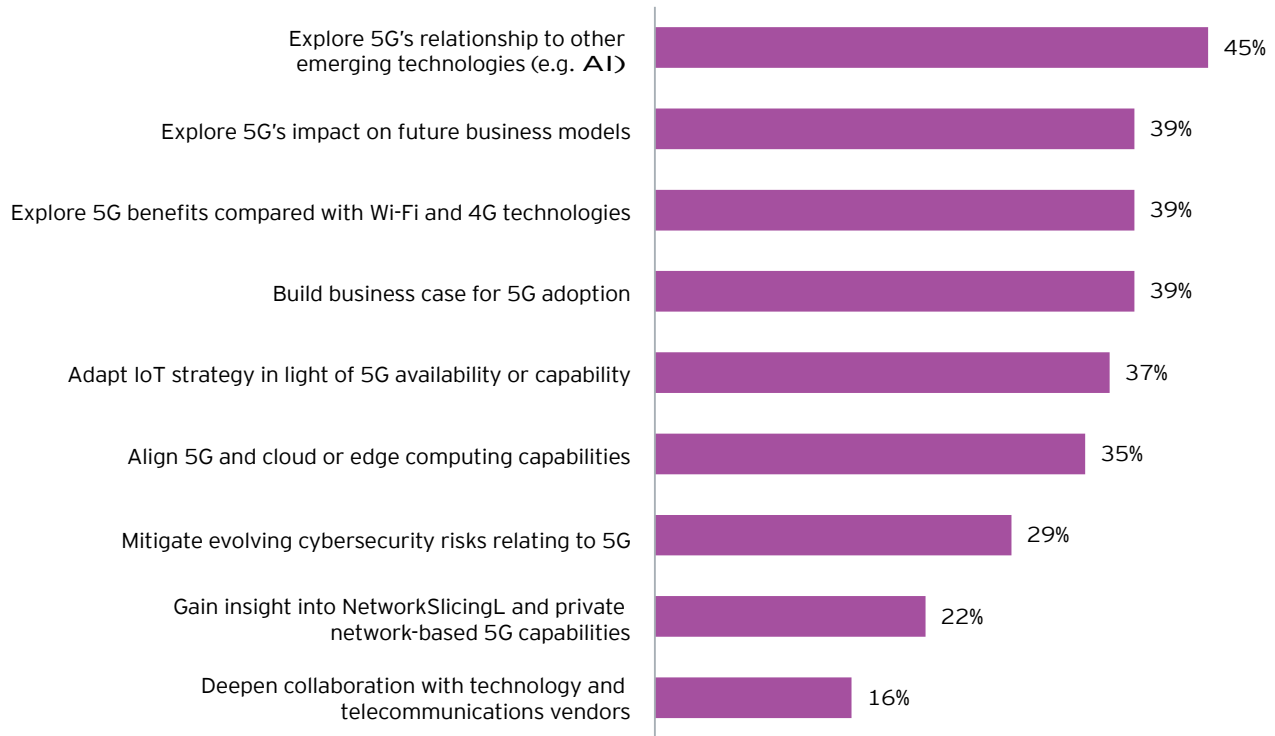 Explore 5G's relationship to other
emerging technologies (e.g. AI)
45%
Explore 5G's impact on future business models
39%
Explore 5G benefits compared with Wi-Fi and 4G technologies
39%
Build business case for 5G adoption
39%
Adapt IoT strategy in light of 5G availability or capability
37%
Align 5G and cloud or edge computing capabilities
35%
Mitigate evolving cybersecurity risks relating to 5G
29%
Gain insight into NetworkSlicingL and private
network-based 5G capabilities
22%
Deepen collaboration with technology and
telecommunications vendors
16%